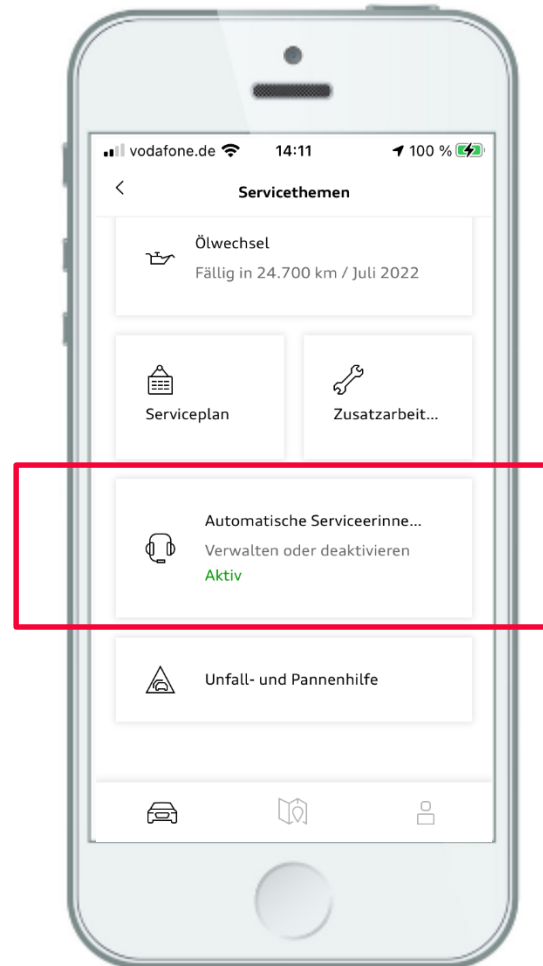 vodafone.de 14:11 100 %
Servicethemen
Ölwechsel
Fällig in 24.700 km / Juli 2022
Serviceplan
Zusatzarbeit...
Automatische Serviceerinne...
Verwalten oder deaktivieren
Aktiv
Unfall- und Pannenhilfe